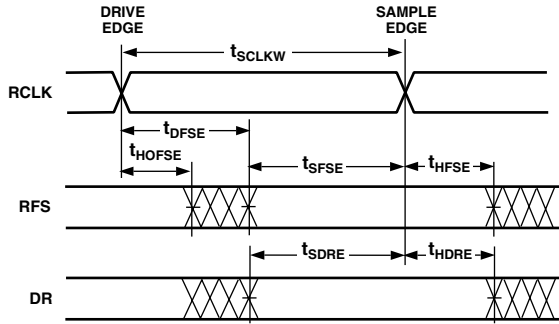 DRIVE EDGE
SAMPLE EDGE
tSCLKW
RCLK
tDFSE
tHOFSE
tSFSE
tHFSE
RFS
tSDRE
tHDRE
DR